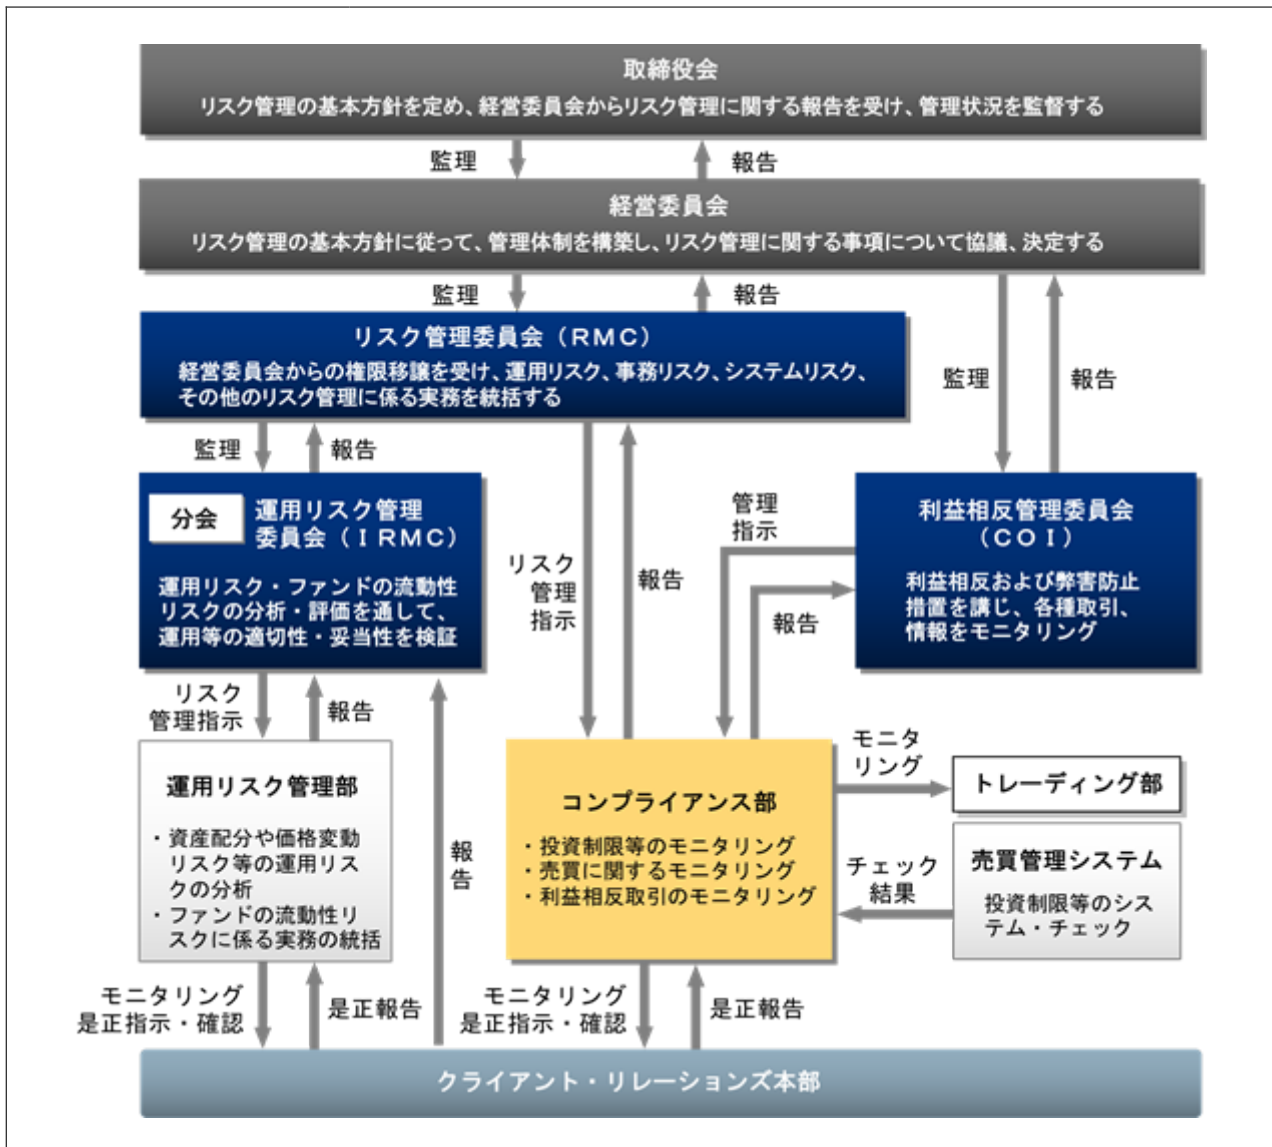 取締役会
リスク管理の基本方針を定め、経営委員会からリスク管理に関する報告を受け、管理状況を監督する
監理
報告
経営委員会
リスク管理の基本方針に従って、管理体制を構築し、リスク管理に関する事項について協議、決定する
監理
報告
リスク管理委員会（ＲＭＣ）
経営委員会からの権限移譲を受け、運用リスク、事務リスク、システムリスク、
その他のリスク管理に係る実務を統括する
監理
報告
監理
報告
分会
運用リスク管理
委員会（ＩＲＭＣ）
運用リスク・ファンドの流動性
リスクの分析・評価を通して、
運用等の適切性・妥当性を検証
リスク
管理
指示
報告
管理
指示
報告
利益相反管理委員会
（ＣＯＩ）
利益相反および弊害防止
措置を講じ、各種取引、
情報をモニタリング
リスク
管理指示
報告
運用リスク管理部
・資産配分や価格変動
リスク等の運用リス
クの分析
・ファンドの流動性リ
スクに係る実務の統括
報
告
コンプライアンス部
・投資制限等のモニタリング
・売買に関するモニタリング
・利益相反取引のモニタリング
モニタ
リング
トレーディング部
チェック
結果
売買管理システム
投資制限等のシス
テム・チェック
モニタリング
是正指示・確認
是正報告
モニタリング
是正指示・確認
是正報告
クライアント・リレーションズ本部